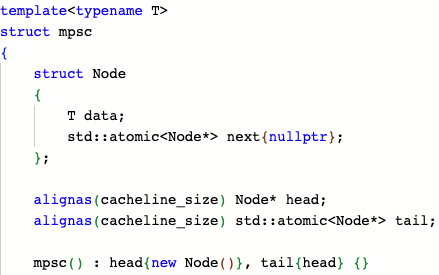 template<typename T>
struct mpsc
{
    struct Node
    {
        T data;
        std::atomic<Node*> next{nullptr};
    };

    alignas(cacheline_size) Node* head;
    alignas(cacheline_size) std::atomic<Node*> tail;

    mpsc() : head{new Node()}, tail{head} {}